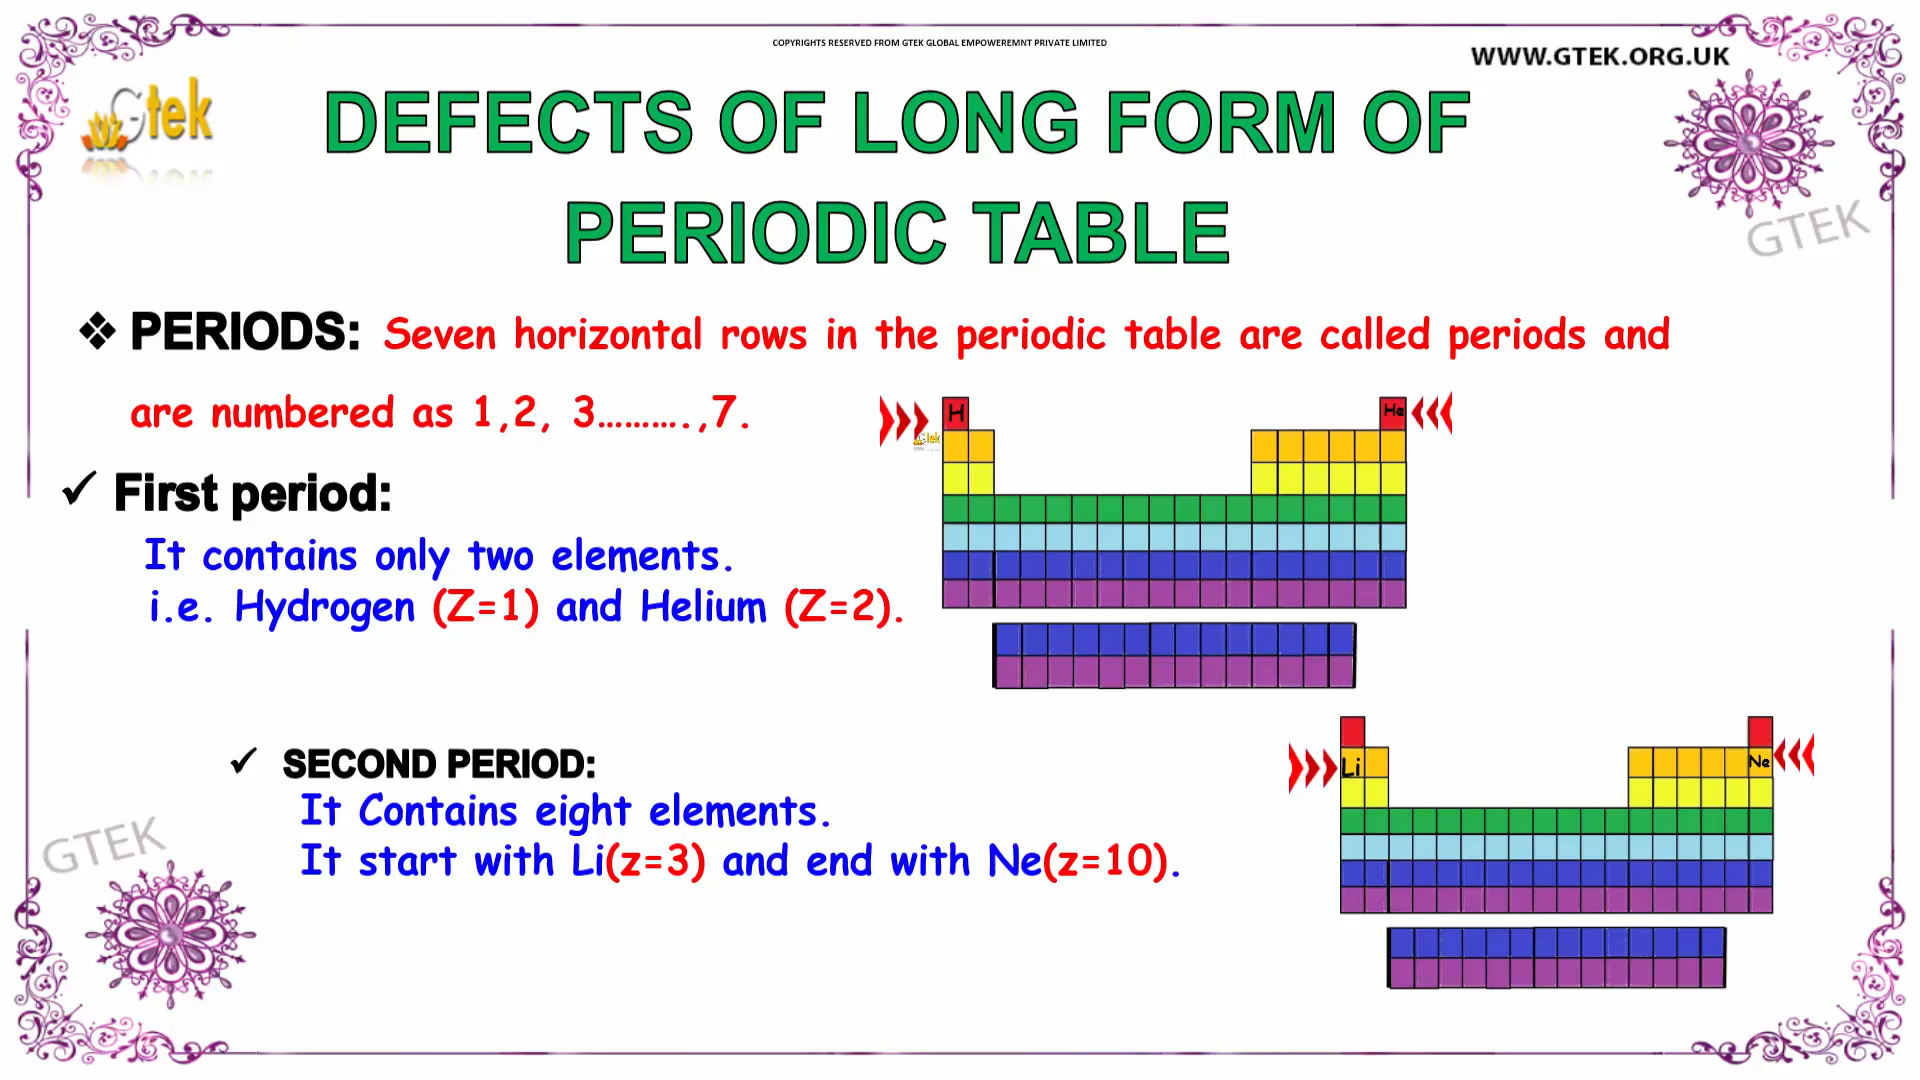 COPYRIGHTS RESERVED FROM GTEK GLOBAL EMPOWEREMNT PRIVATE LIMITED
WWW.GTEK.ORG.UK
Gtek
DEFECTS OF LONG FORM OF
PERIODIC TABLE
GTEK
❖ PERIODS: Seven horizontal rows in the periodic table are called periods and
are numbered as 1,2, 3……….,7.
H
He
Gtek
✓ First period:
It contains only two elements.
i.e. Hydrogen (Z=1) and Helium (Z=2).
✓ SECOND PERIOD:
Li
Ne
It Contains eight elements.
It start with Li(z=3) and end with Ne(z=10).
GTEK